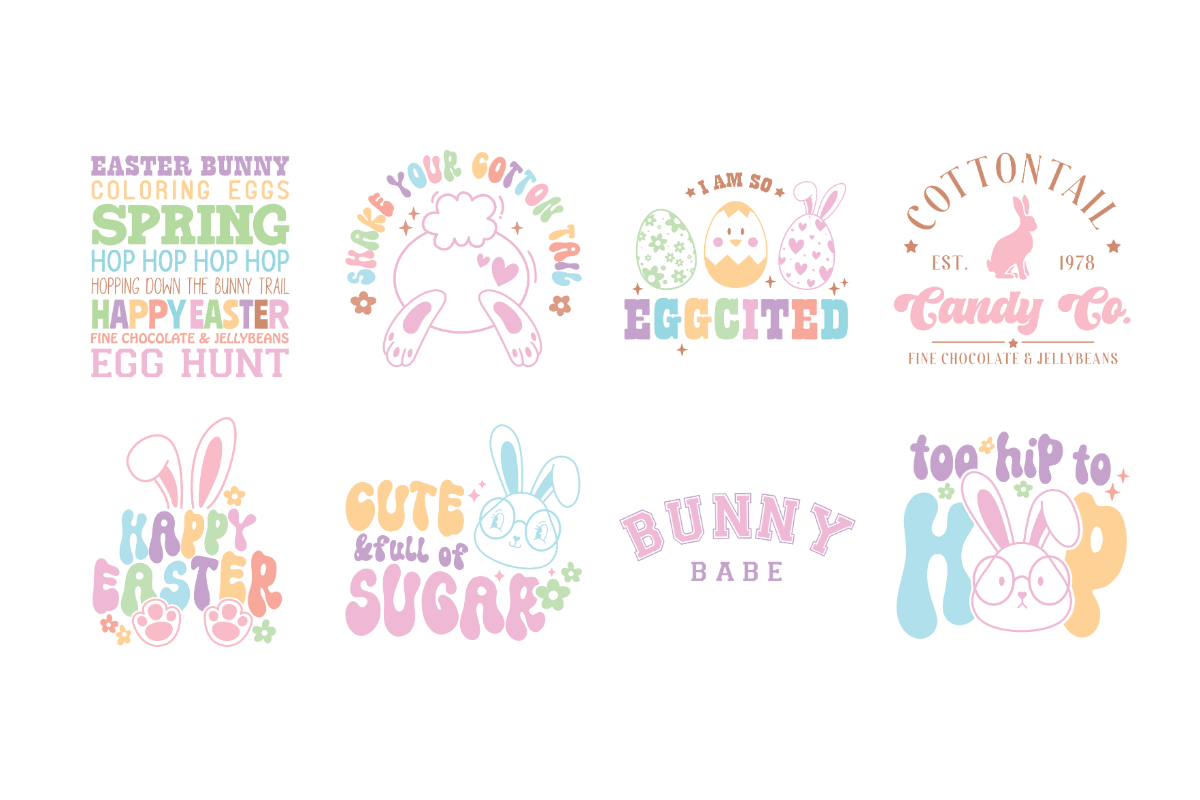 EASTER BUNNY
COLORING EGGS
SPRING
HOP HOP HOP HOP
HOPPING DOWN THE BUNNY TRAIL
HAPPY EASTER
FINE CHOCOLATE & JELLYBEANS
EGG HUNT
SHAKE YOUR COTTON TAIL
I AM SO
EGGCITED
COTTONTAIL
EST. 1978
Candy Co.
FINE CHOCOLATE & JELLYBEANS
HAPPY
EASTER
CUTE
&full of
SUGAR
BUNNY
BABE
too hip to
HOP